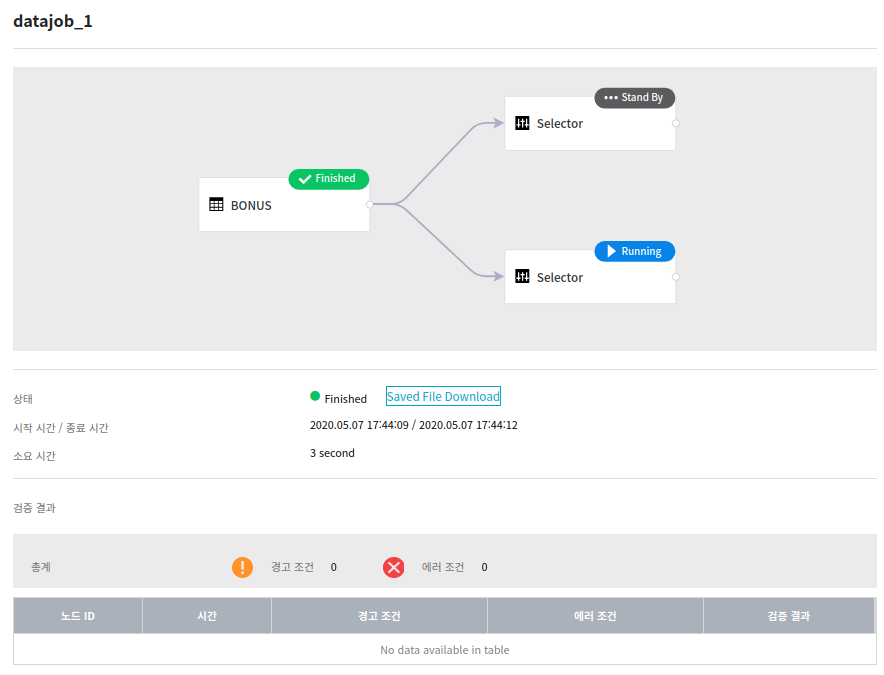 datajob_1
Stand By
Selector
Finished
BONUS
Running
Selector
상태 Finished Saved File Download
시작 시간 / 종료 시간 2020.05.07 17:44:09 / 2020.05.07 17:44:12
소요 시간 3 second
검증 결과
총계 경고 조건 0 에러 조건 0
노드 ID 시간 경고 조건 에러 조건 검증 결과
No data available in table